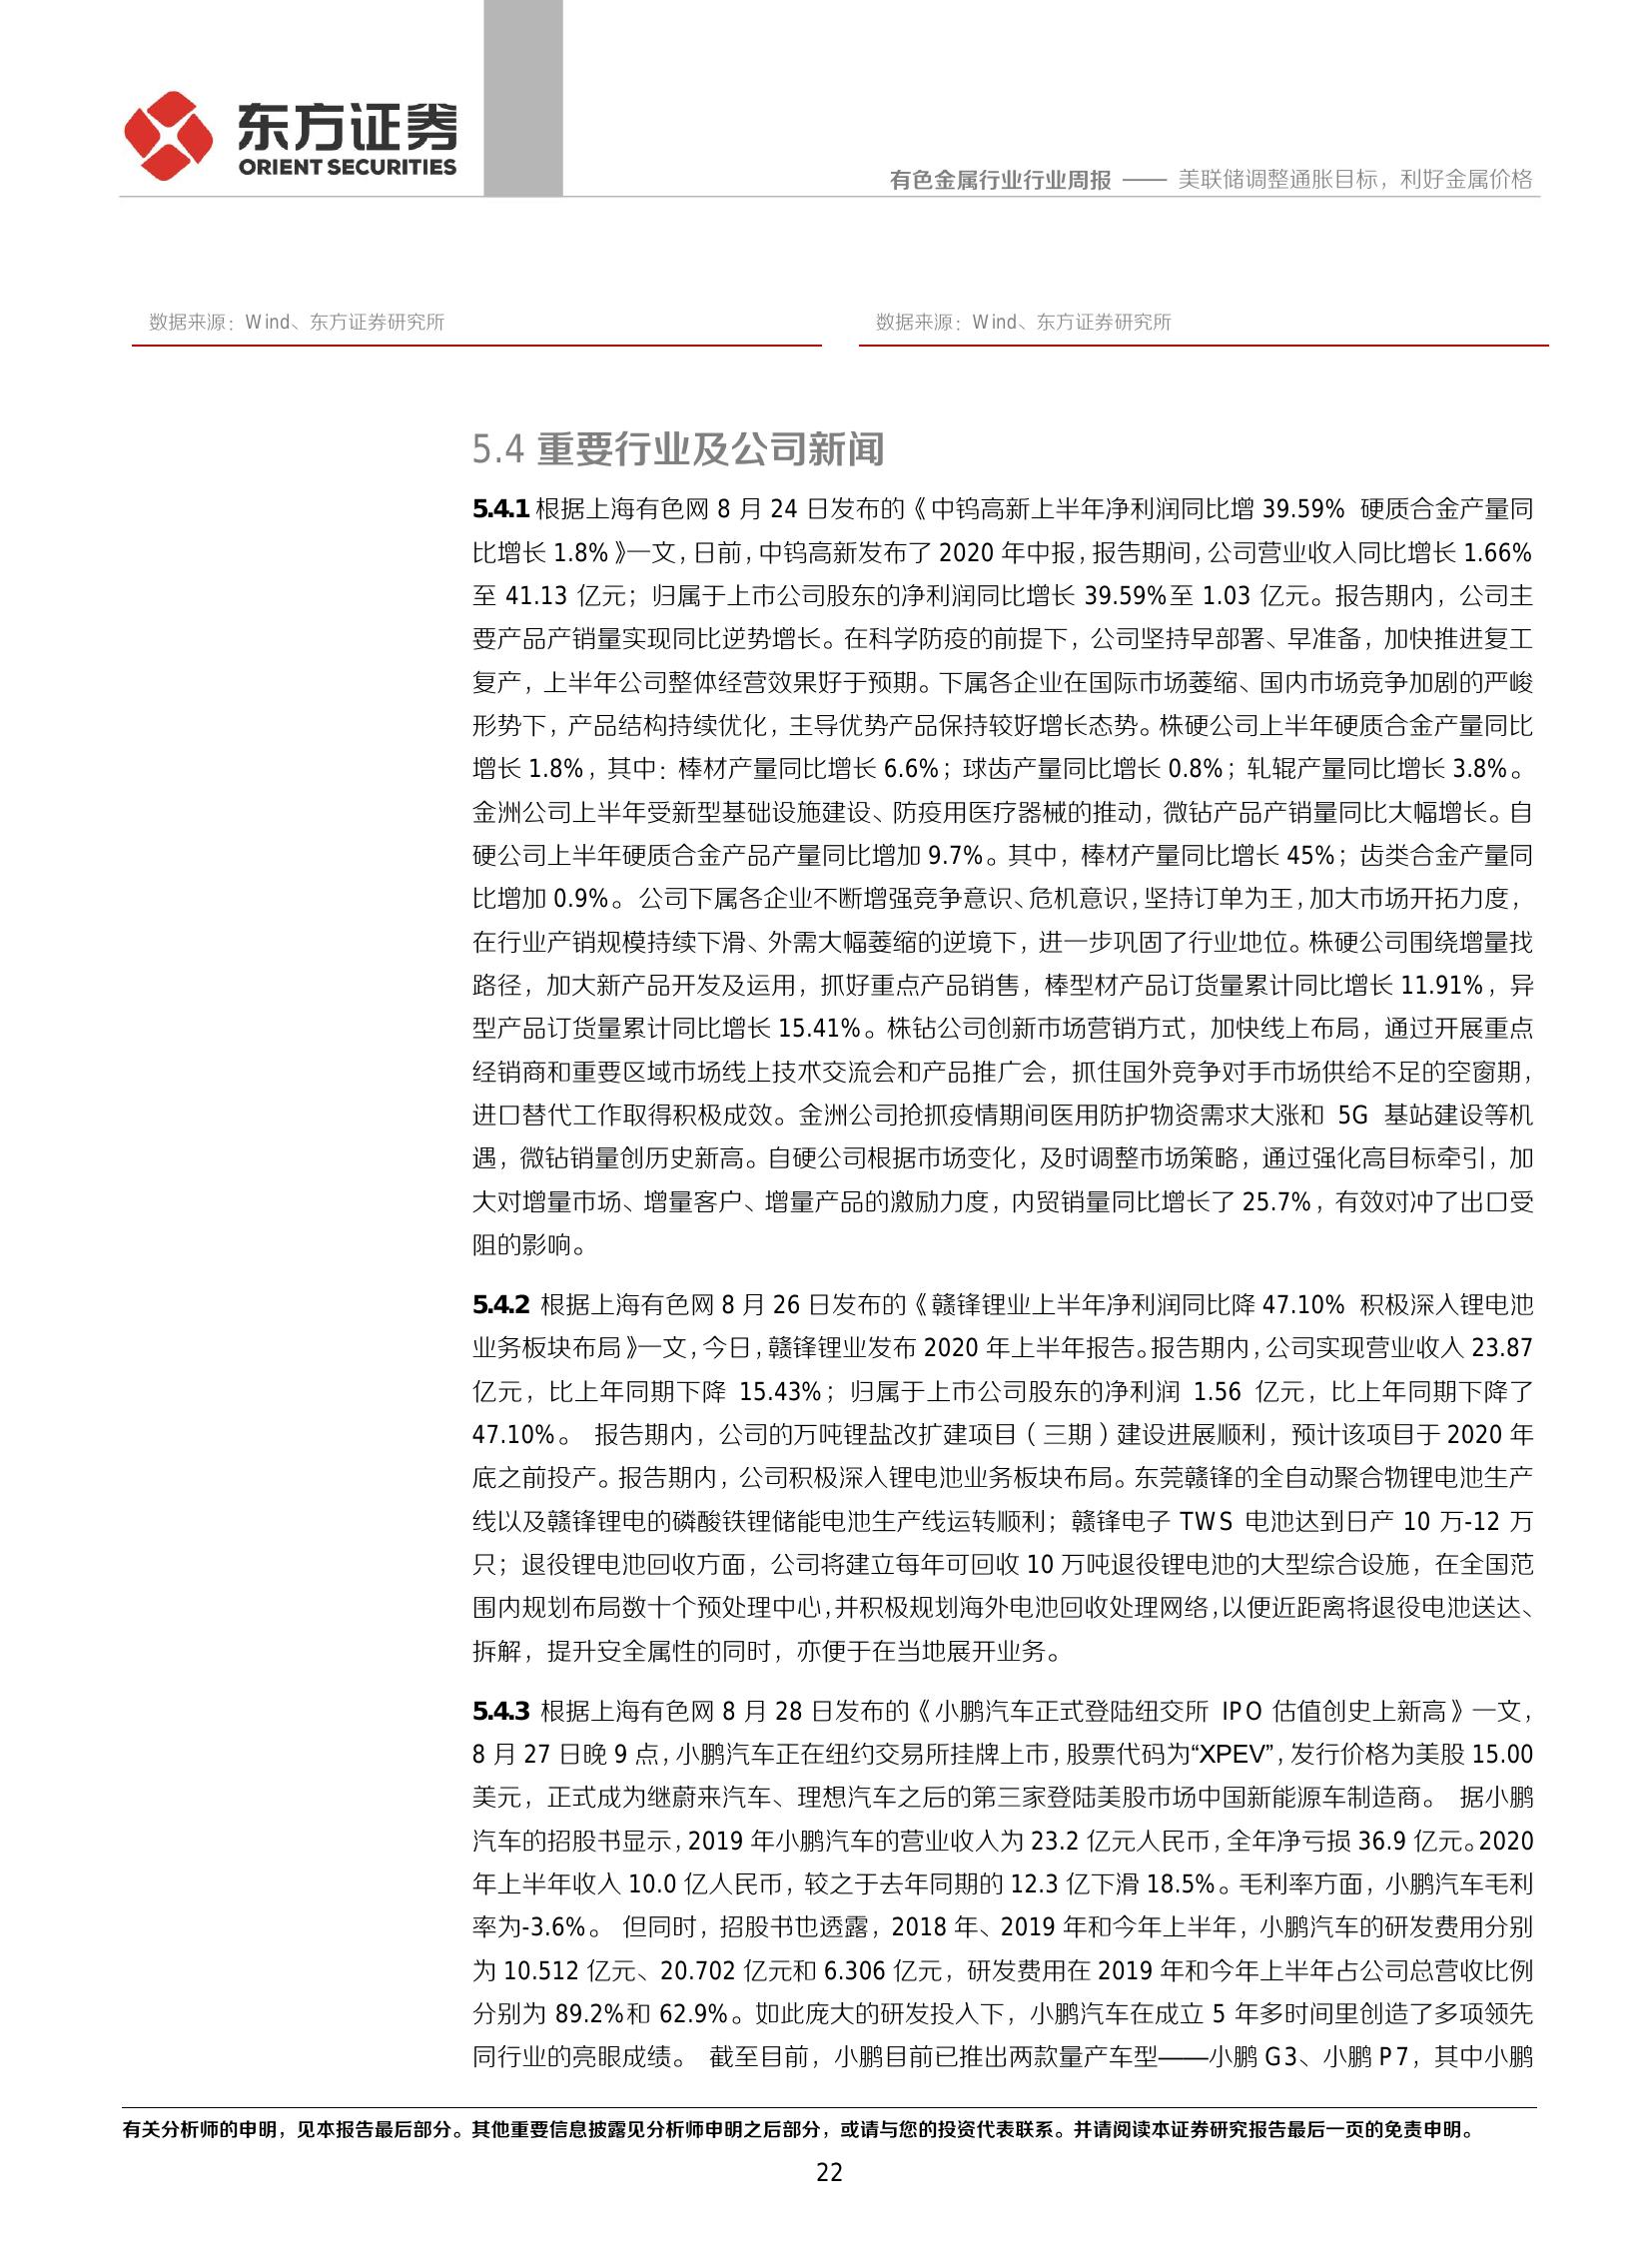 东方证券
ORIENT SECURITIES
有色金属行业行业周报 —— 美联储调整通胀目标，利好金属价格
数据来源：Wind、东方证券研究所
数据来源：Wind、东方证券研究所
5.4 重要行业及公司新闻
5.4.1 根据上海有色网 8 月 24 日发布的《中钨高新上半年净利润同比增 39.59% 硬质合金产量同
比增长 1.8%》一文，日前，中钨高新发布了 2020 年中报，报告期间，公司营业收入同比增长 1.66%
至 41.13 亿元；归属于上市公司股东的净利润同比增长 39.59%至 1.03 亿元。报告期内，公司主
要产品产销量实现同比逆势增长。在科学防疫的前提下，公司坚持早部署、早准备，加快推进复工
复产，上半年公司整体经营效果好于预期。下属各企业在国际市场萎缩、国内市场竞争加剧的严峻
形势下，产品结构持续优化，主导优势产品保持较好增长态势。株硬公司上半年硬质合金产量同比
增长 1.8%，其中：棒材产量同比增长 6.6%；球齿产量同比增长 0.8%；轧辊产量同比增长 3.8%。
金洲公司上半年受新型基础设施建设、防疫用医疗器械的推动，微钻产品产销量同比大幅增长。自
硬公司上半年硬质合金产品产量同比增加 9.7%。其中，棒材产量同比增长 45%；齿类合金产量同
比增加 0.9%。 公司下属各企业不断增强竞争意识、危机意识，坚持订单为王，加大市场开拓力度，
在行业产销规模持续下滑、外需大幅萎缩的逆境下，进一步巩固了行业地位。株硬公司围绕增量找
路径，加大新产品开发及运用，抓好重点产品销售，棒型材产品订货量累计同比增长 11.91%，异
型产品订货量累计同比增长 15.41%。株钻公司创新市场营销方式，加快线上布局，通过开展重点
经销商和重要区域市场线上技术交流会和产品推广会，抓住国外竞争对手市场供给不足的空窗期，
进口替代工作取得积极成效。金洲公司抢抓疫情期间医用防护物资需求大涨和 5G 基站建设等机
遇，微钻销量创历史新高。自硬公司根据市场变化，及时调整市场策略，通过强化高目标牵引，加
大对增量市场、增量客户、增量产品的激励力度，内贸销量同比增长了 25.7%，有效对冲了出口受
阻的影响。
5.4.2 根据上海有色网 8 月 26 日发布的《赣锋锂业上半年净利润同比降 47.10% 积极深入锂电池
业务板块布局》一文，今日，赣锋锂业发布 2020 年上半年报告。报告期内，公司实现营业收入 23.87
亿元，比上年同期下降 15.43%；归属于上市公司股东的净利润 1.56 亿元，比上年同期下降了
47.10%。 报告期内，公司的万吨锂盐改扩建项目（三期）建设进展顺利，预计该项目于 2020 年
底之前投产。报告期内，公司积极深入锂电池业务板块布局。东莞赣锋的全自动聚合物锂电池生产
线以及赣锋锂电的磷酸铁锂储能电池生产线运转顺利；赣锋电子 TWS 电池达到日产 10 万-12 万
只；退役锂电池回收方面，公司将建立每年可回收 10 万吨退役锂电池的大型综合设施，在全国范
围内规划布局数十个预处理中心，并积极规划海外电池回收处理网络，以便近距离将退役电池送达、
拆解，提升安全属性的同时，亦便于在当地展开业务。
5.4.3 根据上海有色网 8 月 28 日发布的《小鹏汽车正式登陆纽交所 IPO 估值创史上新高》一文，
8 月 27 日晚 9 点，小鹏汽车正在纽约交易所挂牌上市，股票代码为“XPEV”，发行价格为美股 15.00
美元，正式成为继蔚来汽车、理想汽车之后的第三家登陆美股市场中国新能源车制造商。 据小鹏
汽车的招股书显示，2019 年小鹏汽车的营业收入为 23.2 亿元人民币，全年净亏损 36.9 亿元。2020
年上半年收入 10.0 亿人民币，较之于去年同期的 12.3 亿下滑 18.5%。毛利率方面，小鹏汽车毛利
率为-3.6%。 但同时，招股书也透露，2018 年、2019 年和今年上半年，小鹏汽车的研发费用分别
为 10.512 亿元、20.702 亿元和 6.306 亿元，研发费用在 2019 年和今年上半年占公司总营收比例
分别为 89.2%和 62.9%。如此庞大的研发投入下，小鹏汽车在成立 5 年多时间里创造了多项领先
同行业的亮眼成绩。 截至目前，小鹏目前已推出两款量产车型——小鹏 G3、小鹏 P7，其中小鹏
有关分析师的申明，见本报告最后部分。其他重要信息披露见分析师申明之后部分，或请与您的投资代表联系。并请阅读本证券研究报告最后一页的免责申明。
22